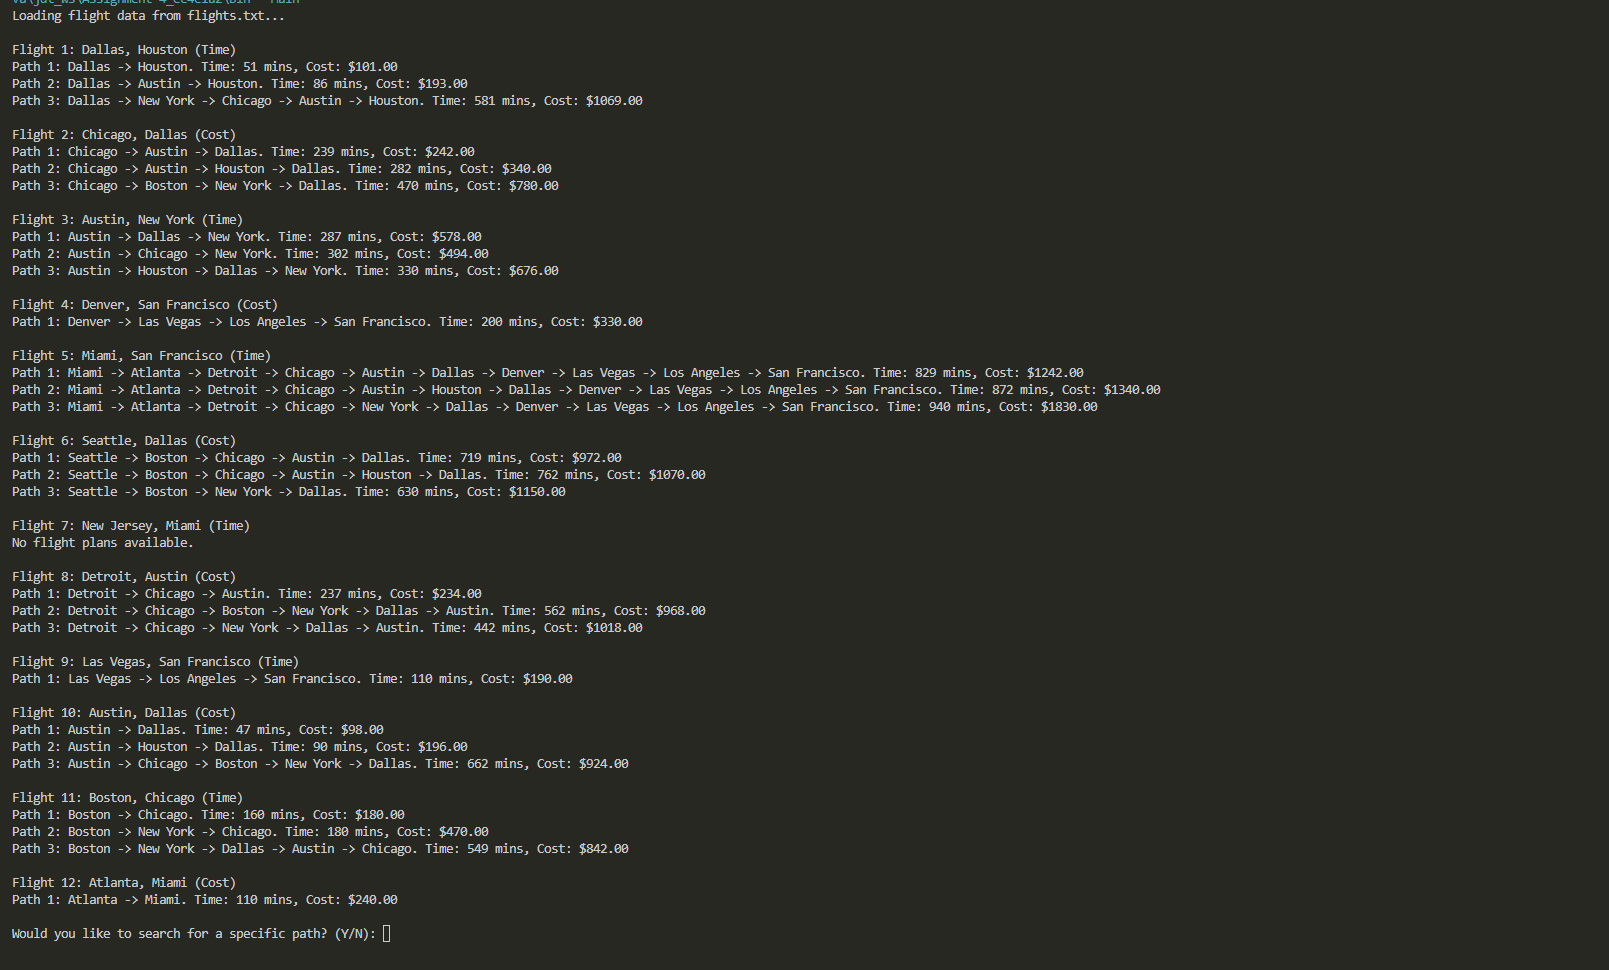 Loading flight data from flights.txt...
Flight 1: Dallas, Houston (Time)
Path 1: Dallas -> Houston. Time: 51 mins, Cost: $101.00
Path 2: Dallas -> Austin -> Houston. Time: 86 mins, Cost: $193.00
Path 3: Dallas -> New York -> Chicago -> Austin -> Houston. Time: 581 mins, Cost: $1069.00
Flight 2: Chicago, Dallas (Cost)
Path 1: Chicago -> Austin -> Dallas. Time: 239 mins, Cost: $242.00
Path 2: Chicago -> Austin -> Houston -> Dallas. Time: 282 mins, Cost: $340.00
Path 3: Chicago -> Boston -> New York -> Dallas. Time: 470 mins, Cost: $780.00
Flight 3: Austin, New York (Time)
Path 1: Austin -> Dallas -> New York. Time: 287 mins, Cost: $578.00
Path 2: Austin -> Chicago -> New York. Time: 302 mins, Cost: $494.00
Path 3: Austin -> Houston -> Dallas -> New York. Time: 330 mins, Cost: $676.00
Flight 4: Denver, San Francisco (Cost)
Path 1: Denver -> Las Vegas -> Los Angeles -> San Francisco. Time: 200 mins, Cost: $330.00
Flight 5: Miami, San Francisco (Time)
Path 1: Miami -> Atlanta -> Detroit -> Chicago -> Austin -> Dallas -> Denver -> Las Vegas -> Los Angeles -> San Francisco. Time: 829 mins, Cost: $1242.00
Path 2: Miami -> Atlanta -> Detroit -> Chicago -> Austin -> Houston -> Dallas -> Denver -> Las Vegas -> Los Angeles -> San Francisco. Time: 872 mins, Cost: $1340.00
Path 3: Miami -> Atlanta -> Detroit -> Chicago -> New York -> Dallas -> Denver -> Las Vegas -> Los Angeles -> San Francisco. Time: 940 mins, Cost: $1830.00
Flight 6: Seattle, Dallas (Cost)
Path 1: Seattle -> Boston -> Chicago -> Austin -> Dallas. Time: 719 mins, Cost: $972.00
Path 2: Seattle -> Boston -> Chicago -> Austin -> Houston -> Dallas. Time: 762 mins, Cost: $1070.00
Path 3: Seattle -> Boston -> New York -> Dallas. Time: 630 mins, Cost: $1150.00
Flight 7: New Jersey, Miami (Time)
No flight plans available.
Flight 8: Detroit, Austin (Cost)
Path 1: Detroit -> Chicago -> Austin. Time: 237 mins, Cost: $234.00
Path 2: Detroit -> Chicago -> Boston -> New York -> Dallas -> Austin. Time: 562 mins, Cost: $968.00
Path 3: Detroit -> Chicago -> New York -> Dallas -> Austin. Time: 442 mins, Cost: $1018.00
Flight 9: Las Vegas, San Francisco (Time)
Path 1: Las Vegas -> Los Angeles -> San Francisco. Time: 110 mins, Cost: $190.00
Flight 10: Austin, Dallas (Cost)
Path 1: Austin -> Dallas. Time: 47 mins, Cost: $98.00
Path 2: Austin -> Houston -> Dallas. Time: 90 mins, Cost: $196.00
Path 3: Austin -> Chicago -> Boston -> New York -> Dallas. Time: 662 mins, Cost: $924.00
Flight 11: Boston, Chicago (Time)
Path 1: Boston -> Chicago. Time: 160 mins, Cost: $180.00
Path 2: Boston -> New York -> Chicago. Time: 180 mins, Cost: $470.00
Path 3: Boston -> New York -> Dallas -> Austin -> Chicago. Time: 549 mins, Cost: $842.00
Flight 12: Atlanta, Miami (Cost)
Path 1: Atlanta -> Miami. Time: 110 mins, Cost: $240.00
Would you like to search for a specific path? (Y/N):